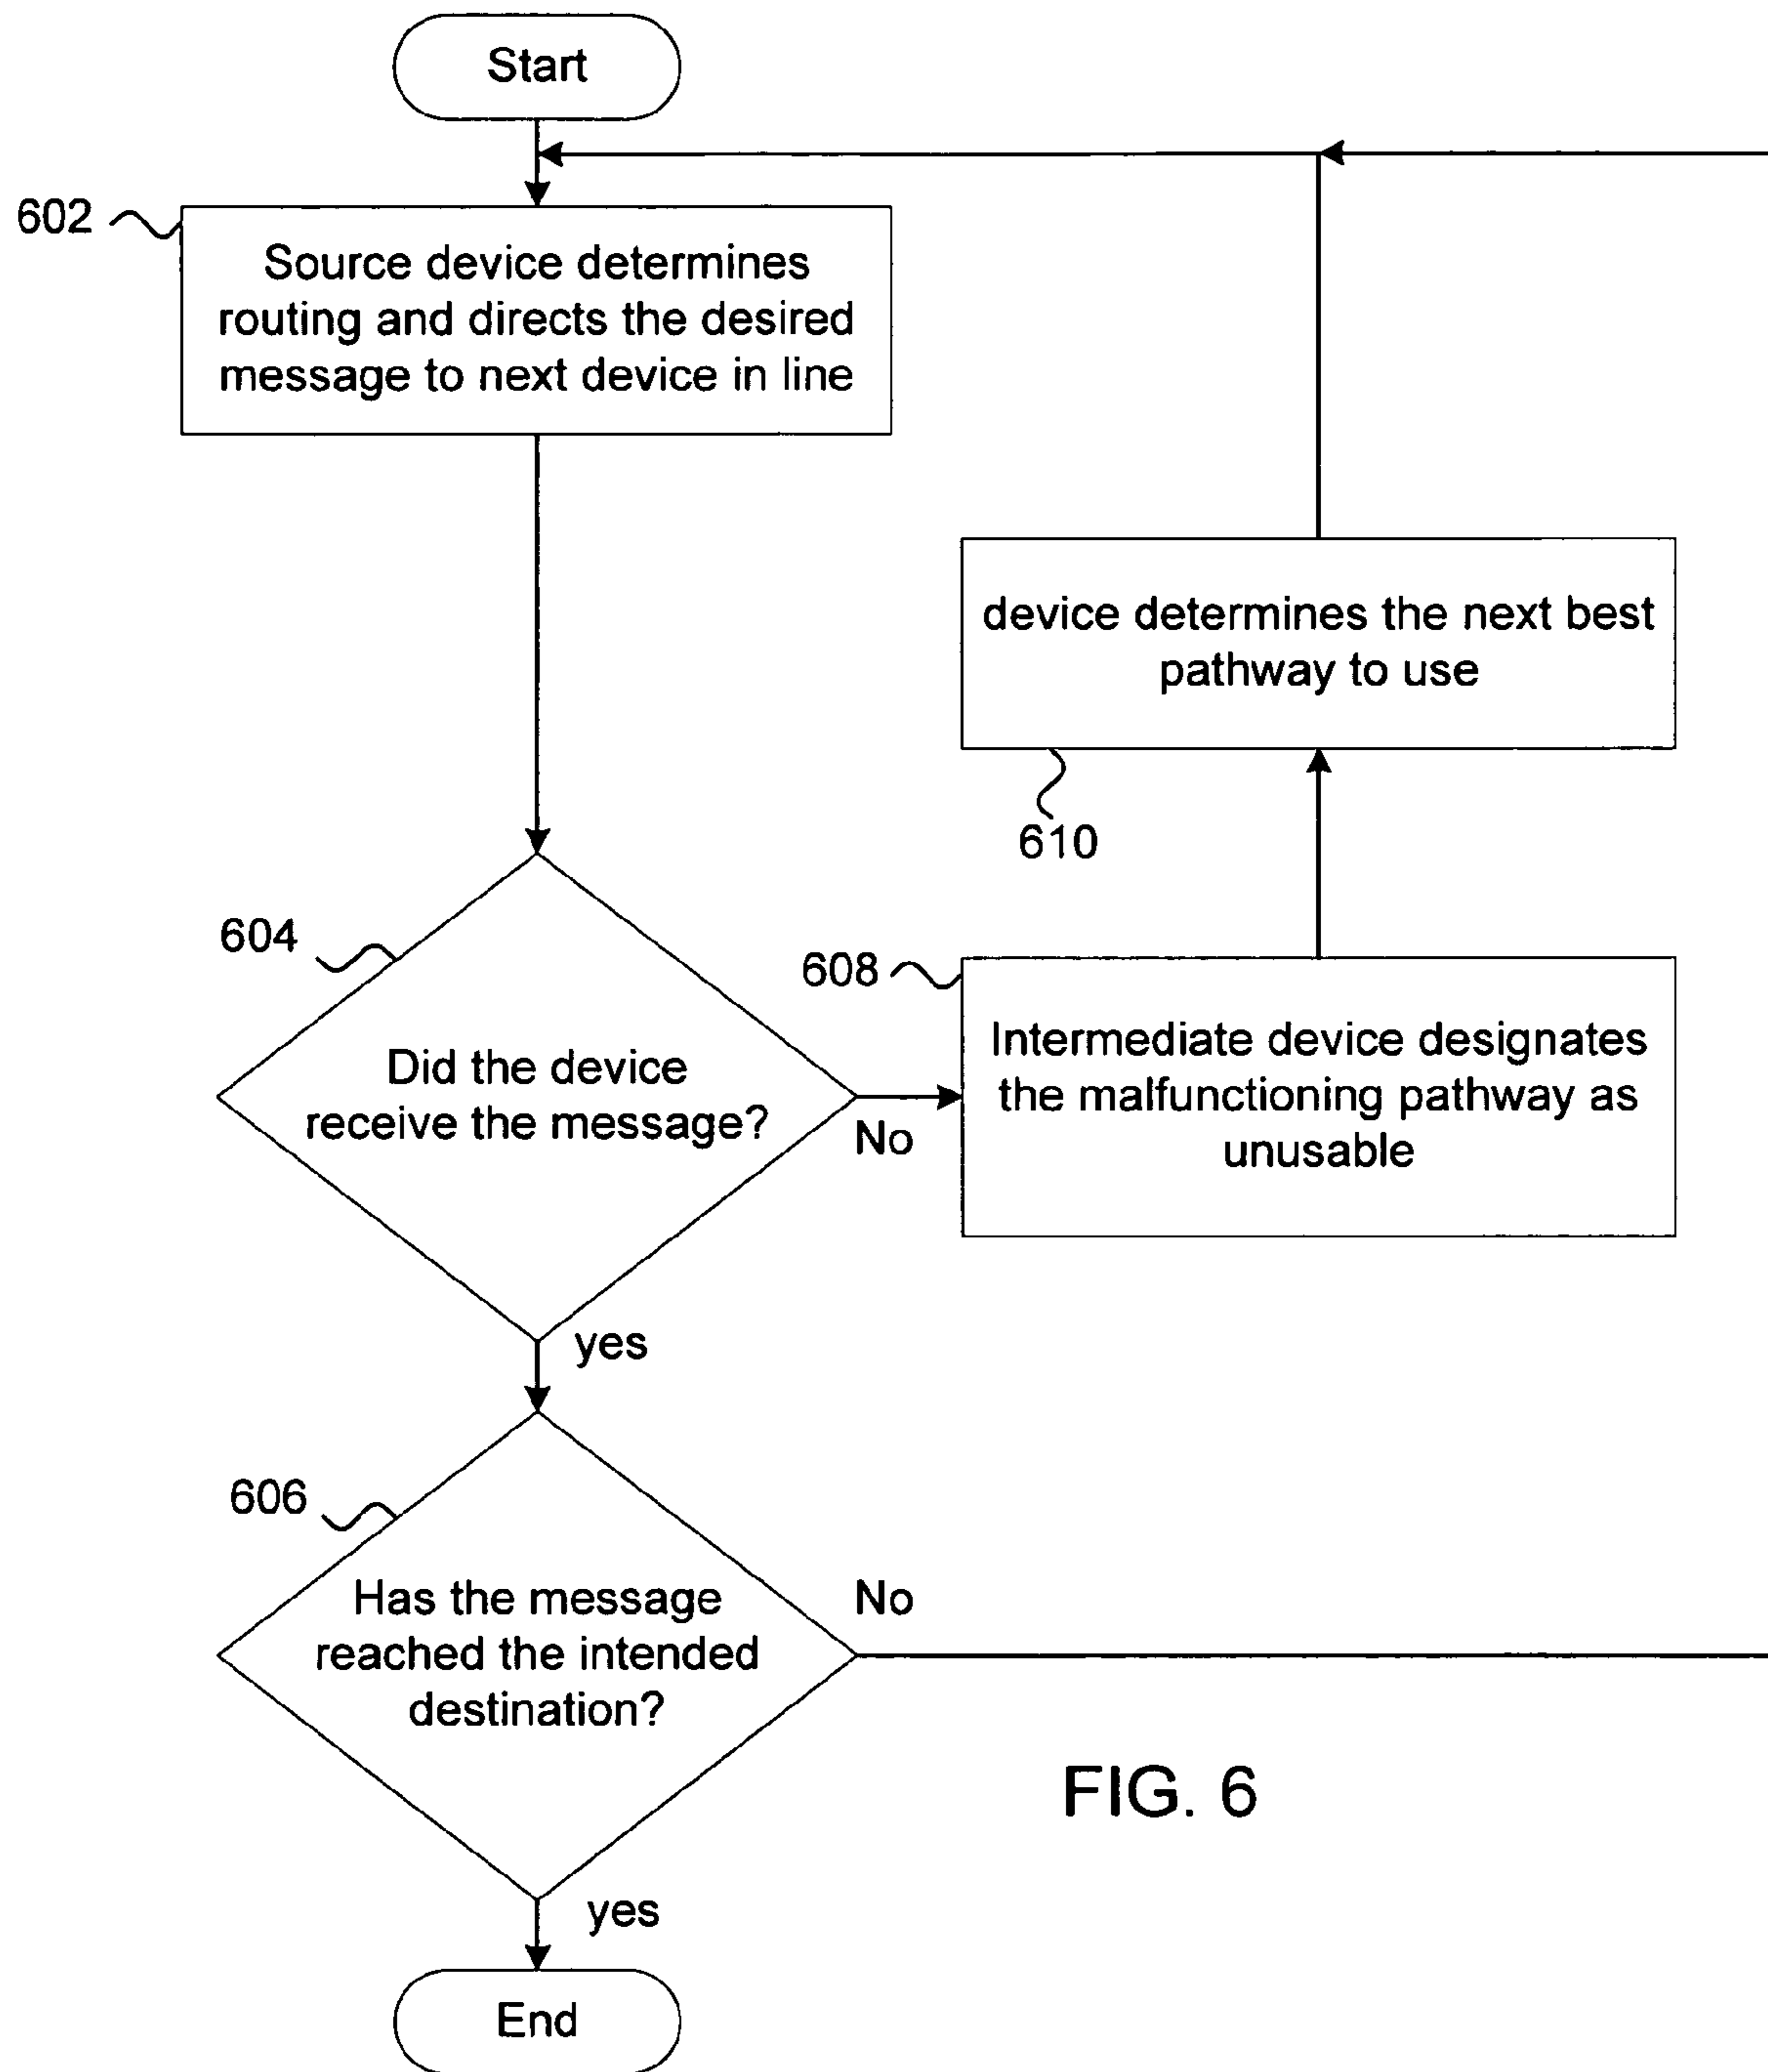 Start
602
Source device determines
routing and directs the desired
message to next device in line
device determines the next best
pathway to use
610
604
Did the device
receive the message?
No
608
Intermediate device designates
the malfunctioning pathway as
unusable
yes
606
Has the message
reached the intended
destination?
No
FIG. 6
yes
End